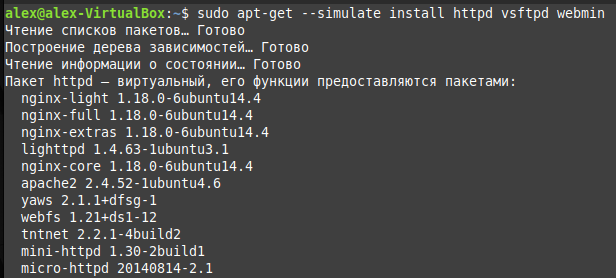 alex@alex-VirtualBox:~$ sudo apt-get --simulate install httpd vsftpd webmin
Чтение списков пакетов… Готово
Построение дерева зависимостей… Готово
Чтение информации о состоянии… Готово
Пакет httpd — виртуальный, его функции предоставляются пакетами:
  nginx-light 1.18.0-6ubuntu14.4
  nginx-full 1.18.0-6ubuntu14.4
  nginx-extras 1.18.0-6ubuntu14.4
  lighttpd 1.4.63-1ubuntu3.1
  nginx-core 1.18.0-6ubuntu14.4
  apache2 2.4.52-1ubuntu4.6
  yaws 2.1.1+dfsg-1
  webfs 1.21+ds1-12
  tntnet 2.2.1-4build2
  mini-httpd 1.30-2build1
  micro-httpd 20140814-2.1